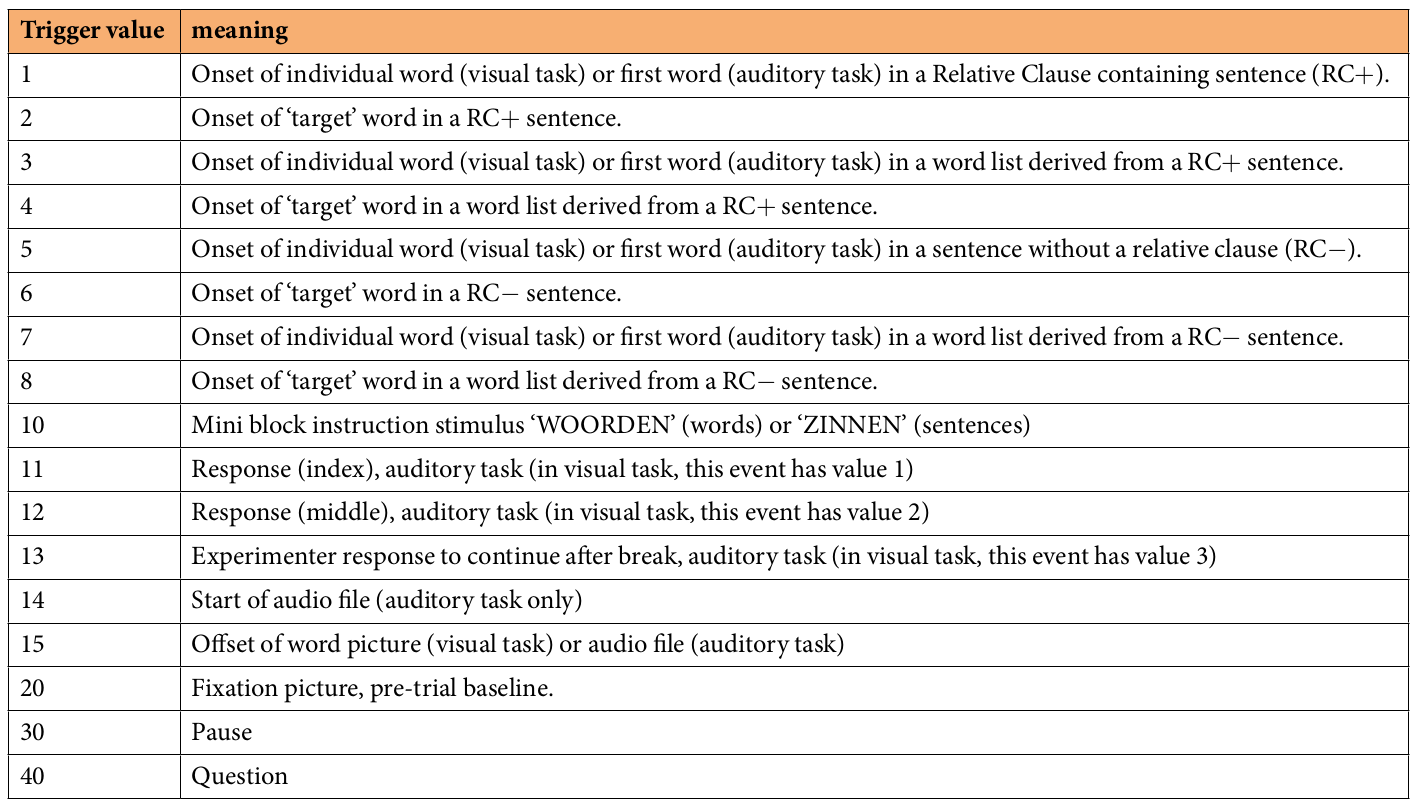 Trigger value meaning
1 Onset of individual word (visual task) or first word (auditory task) in a Relative Clause containing sentence (RC+).
2 Onset of ‘target’ word in a RC+ sentence.
3 Onset of individual word (visual task) or first word (auditory task) in a word list derived from a RC+ sentence.
4 Onset of ‘target’ word in a word list derived from a RC+ sentence.
5 Onset of individual word (visual task) or first word (auditory task) in a sentence without a relative clause (RC−).
6 Onset of ‘target’ word in a RC− sentence.
7 Onset of individual word (visual task) or first word (auditory task) in a word list derived from a RC− sentence.
8 Onset of ‘target’ word in a word list derived from a RC− sentence.
10 Mini block instruction stimulus ‘WOORDEN’ (words) or ‘ZINNEN’ (sentences)
11 Response (index), auditory task (in visual task, this event has value 1)
12 Response (middle), auditory task (in visual task, this event has value 2)
13 Experimenter response to continue after break, auditory task (in visual task, this event has value 3)
14 Start of audio file (auditory task only)
15 Offset of word picture (visual task) or audio file (auditory task)
20 Fixation picture, pre-trial baseline.
30 Pause
40 Question